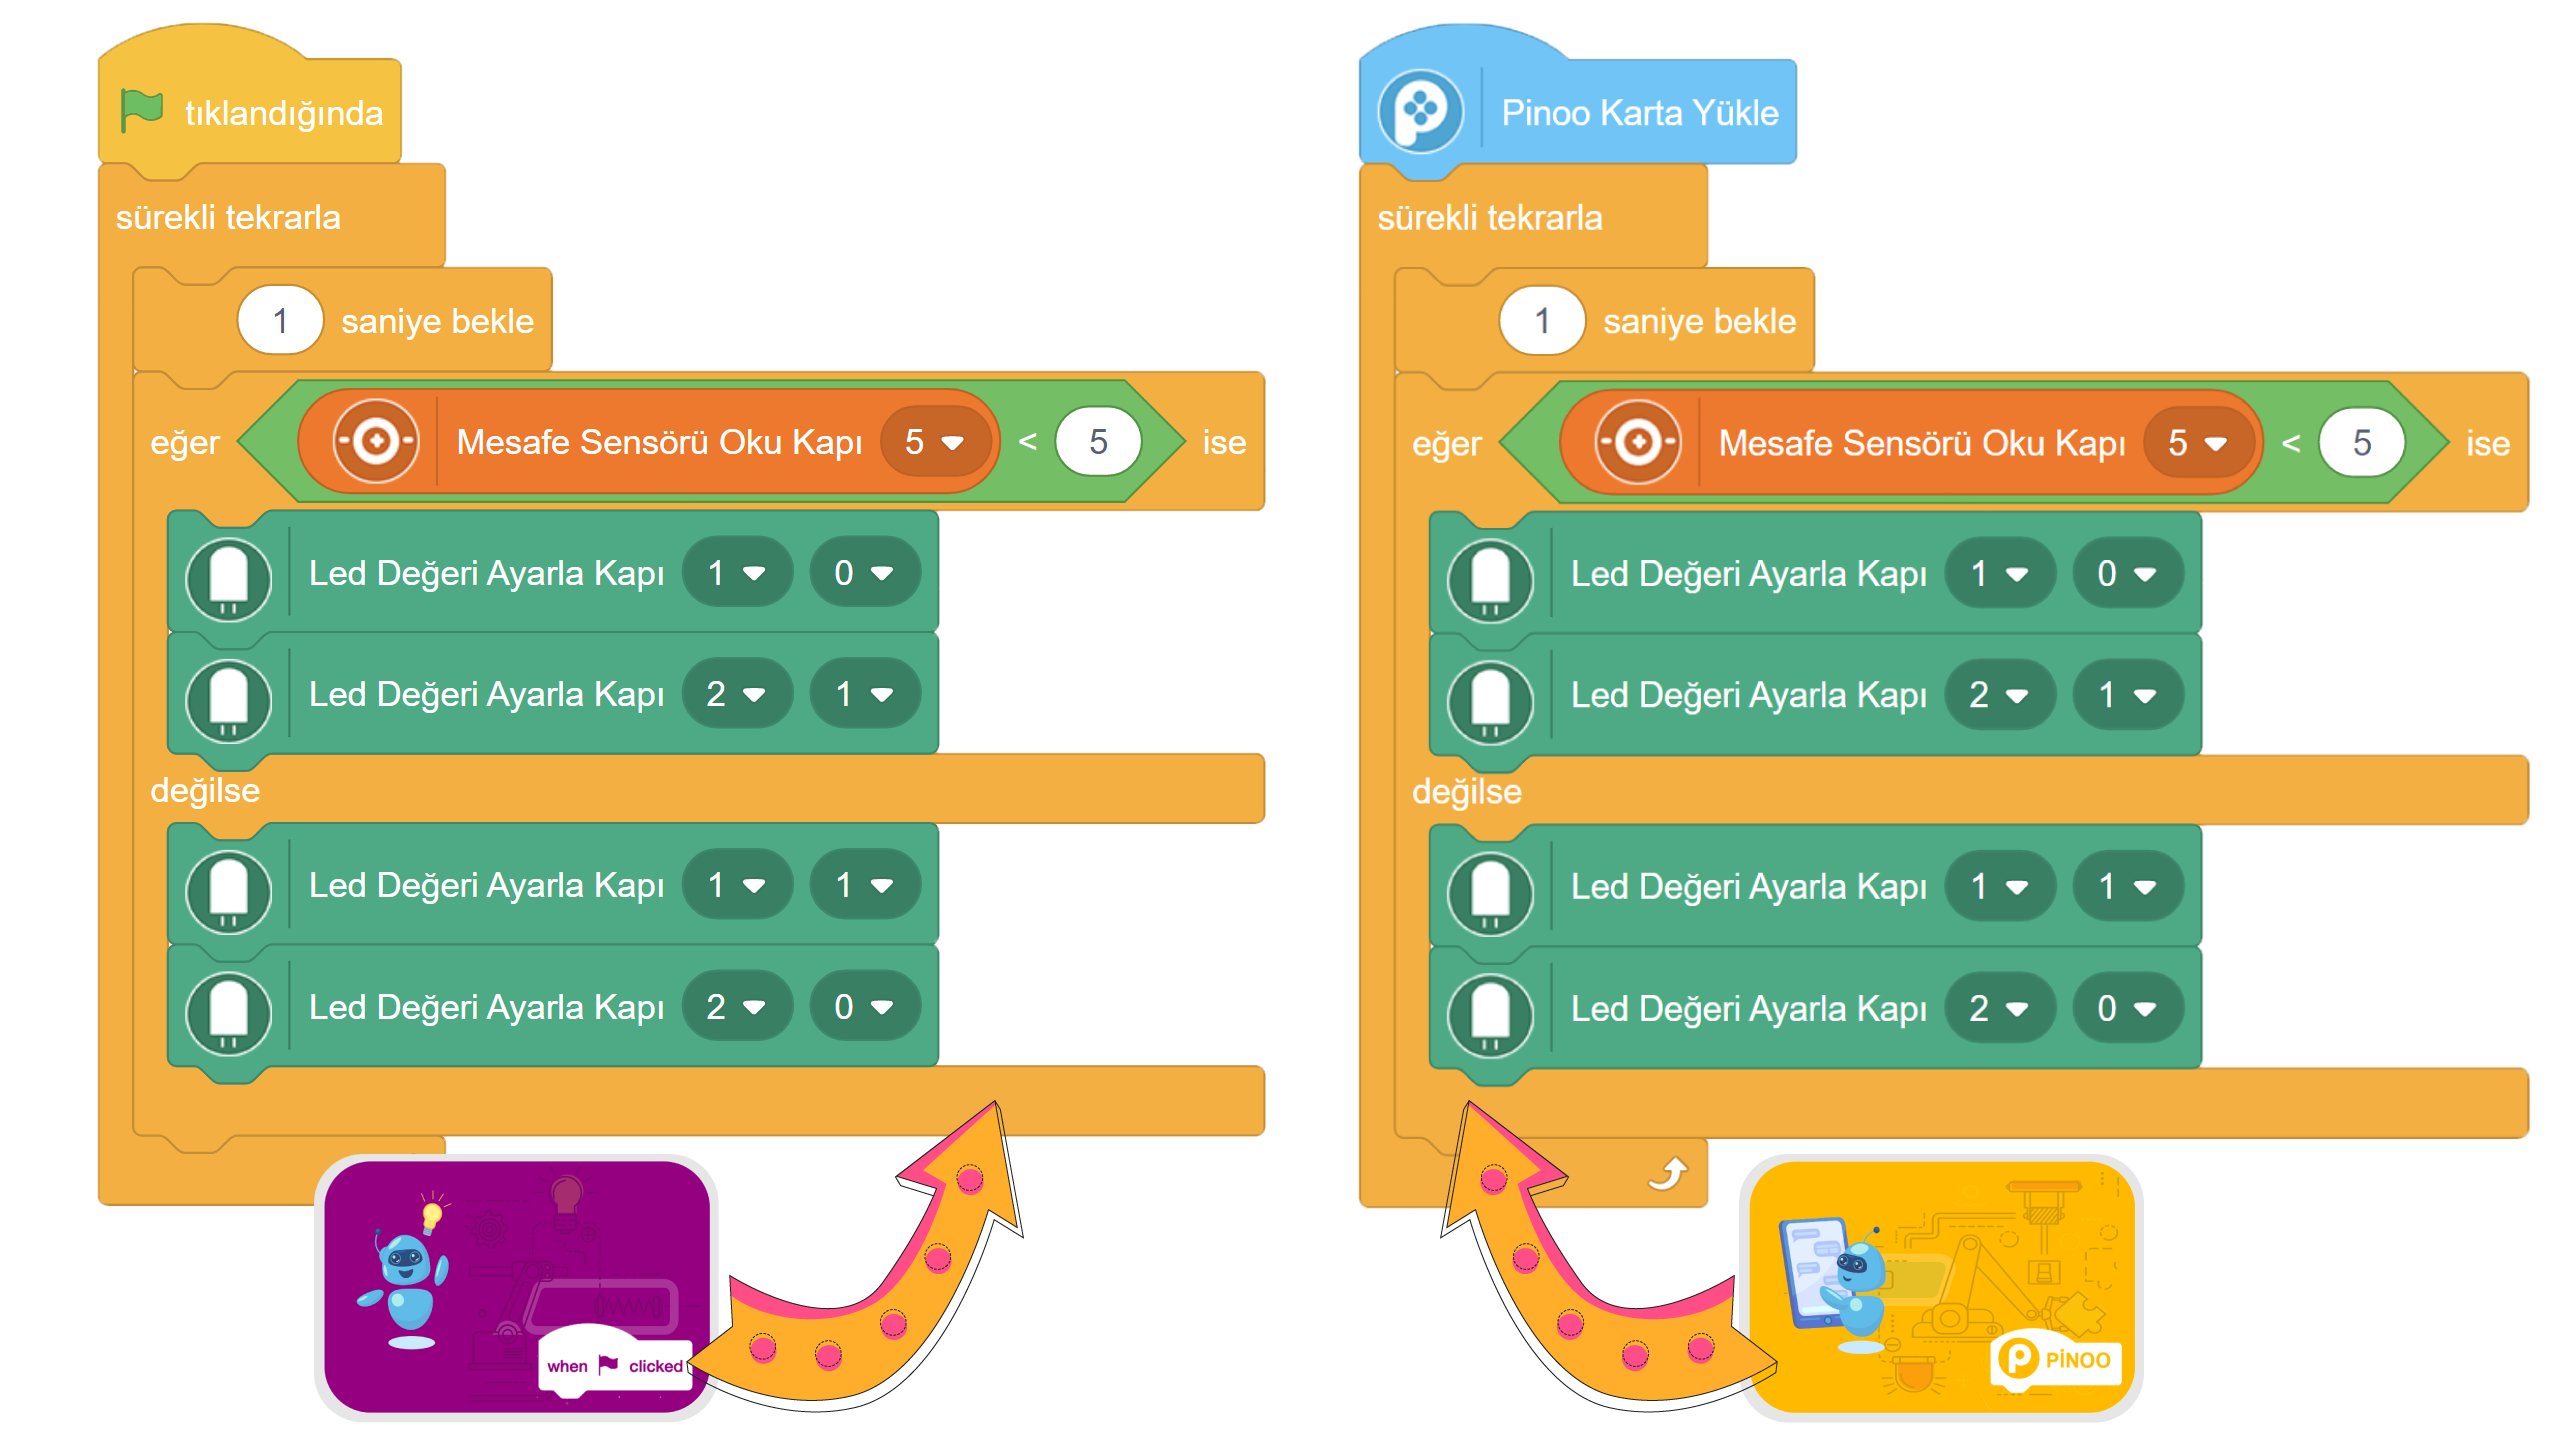 tıklandığında
sürekli tekrarla
1 saniye bekle
eğer Mesafe Sensörü Oku Kapı 5 < 5 ise
Led Değeri Ayarla Kapı 1 0
Led Değeri Ayarla Kapı 2 1
değilse
Led Değeri Ayarla Kapı 1 1
Led Değeri Ayarla Kapı 2 0
when clicked
Pinoo Karta Yükle
sürekli tekrarla
1 saniye bekle
eğer Mesafe Sensörü Oku Kapı 5 < 5 ise
Led Değeri Ayarla Kapı 1 0
Led Değeri Ayarla Kapı 2 1
değilse
Led Değeri Ayarla Kapı 1 1
Led Değeri Ayarla Kapı 2 0
PİNOO